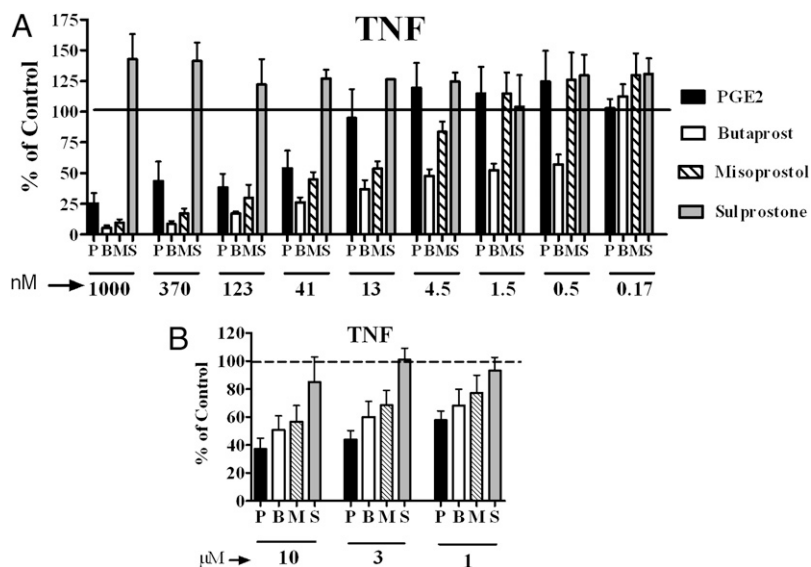 A
TNF
% of Control
175
150
125
100
75
50
25
0
PGE2
Butaprost
Misoprostol
Sulprostone
P B M S P B M S P B M S P B M S P B M S P B M S P B M S P B M S P B M S
nM 1000 370 123 41 13 4.5 1.5 0.5 0.17
B
TNF
% of Control
120
100
80
60
40
20
0
P B M S P B M S P B M S
µM 10 3 1